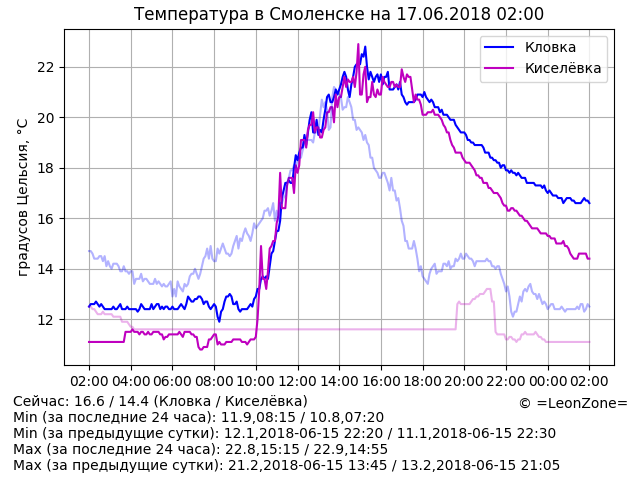 Температура в Смоленске на 17.06.2018 02:00
градусов Цельсия, °C
22
20
18
16
14
12
Кловка
Киселёвка
02:00 04:00 06:00 08:00 10:00 12:00 14:00 16:00 18:00 20:00 22:00 00:00 02:00
Сейчас: 16.6 / 14.4 (Кловка / Киселёвка)
© =LeonZone=
Min (за последние 24 часа): 11.9,08:15 / 10.8,07:20
Min (за предыдущие сутки): 12.1,2018-06-15 22:20 / 11.1,2018-06-15 22:30
Max (за последние 24 часа): 22.8,15:15 / 22.9,14:55
Max (за предыдущие сутки): 21.2,2018-06-15 13:45 / 13.2,2018-06-15 21:05